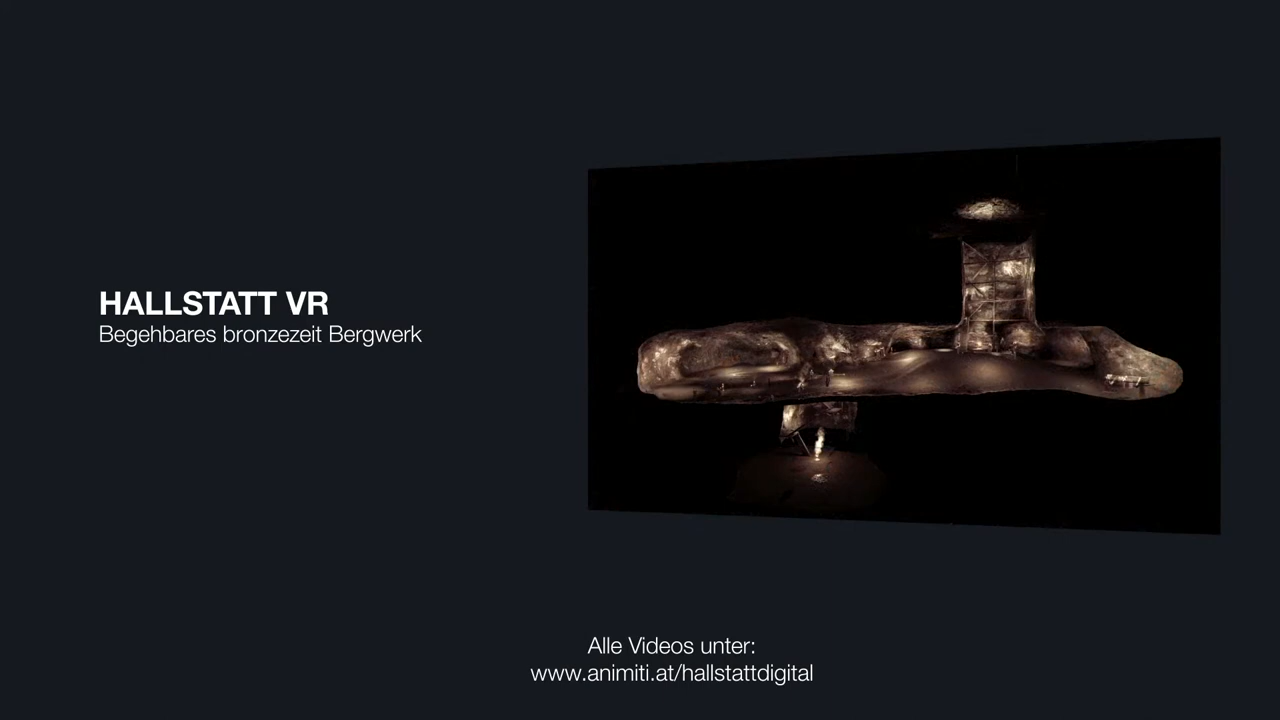 HALLSTATT VR
Begehbares bronzezeit Bergwerk
Alle Videos unter:
www.animiti.at/hallstattdigital